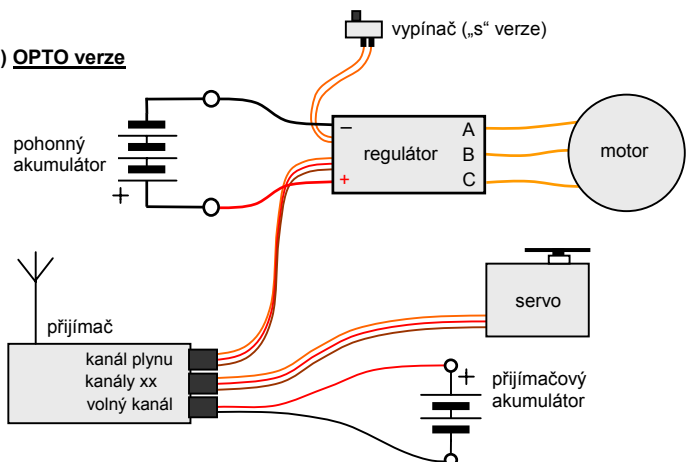 vypínač („s“ verze)
) OPTO verze
pohonný
akumulátor
+
–
+
regulátor
A
B
C
motor
servo
přijímač
kanál plynu
kanály xx
volný kanál
+
přijímačový
akumulátor